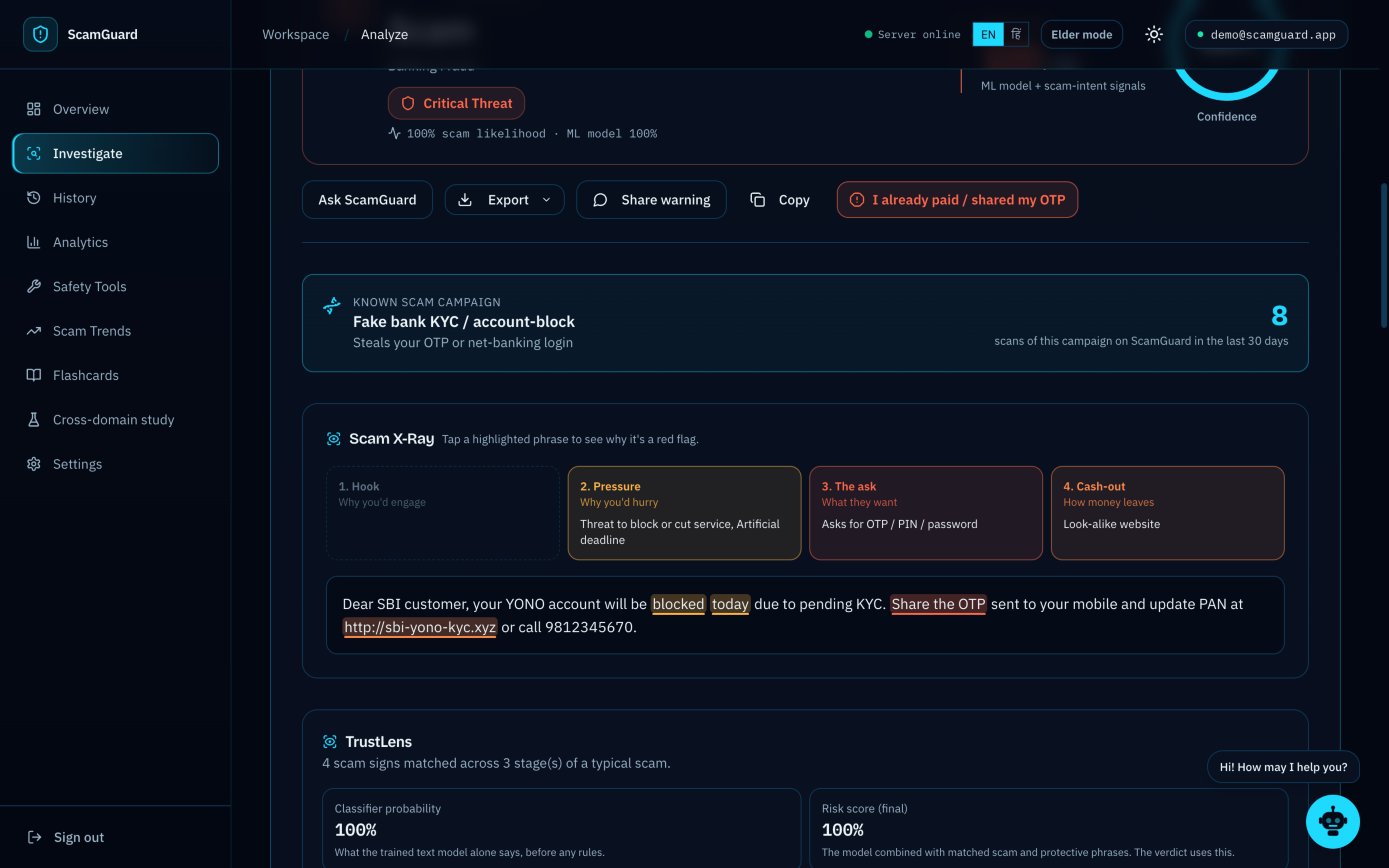 ScamGuard
Workspace / Analyze
Server online
EN
हि
Elder mode
demo@scamguard.app
Overview
Investigate
History
Analytics
Safety Tools
Scam Trends
Flashcards
Cross-domain study
Settings
Sign out
Critical Threat
100% scam likelihood · ML model 100%
ML model + scam-intent signals
Confidence
Ask ScamGuard
Export
Share warning
Copy
I already paid / shared my OTP
KNOWN SCAM CAMPAIGN
Fake bank KYC / account-block
Steals your OTP or net-banking login
8
scans of this campaign on ScamGuard in the last 30 days
Scam X-Ray Tap a highlighted phrase to see why it's a red flag.
1. Hook
Why you'd engage
2. Pressure
Why you'd hurry
Threat to block or cut service, Artificial
deadline
3. The ask
What they want
Asks for OTP / PIN / password
4. Cash-out
How money leaves
Look-alike website
Dear SBI customer, your YONO account will be blocked today due to pending KYC. Share the OTP sent to your mobile and update PAN at
http://sbi-yono-kyc.xyz or call 9812345670.
TrustLens
4 scam signs matched across 3 stage(s) of a typical scam.
Classifier probability
100%
What the trained text model alone says, before any rules.
Risk score (final)
100%
The model combined with matched scam and protective phrases. The verdict uses this.
Hi! How may I help you?